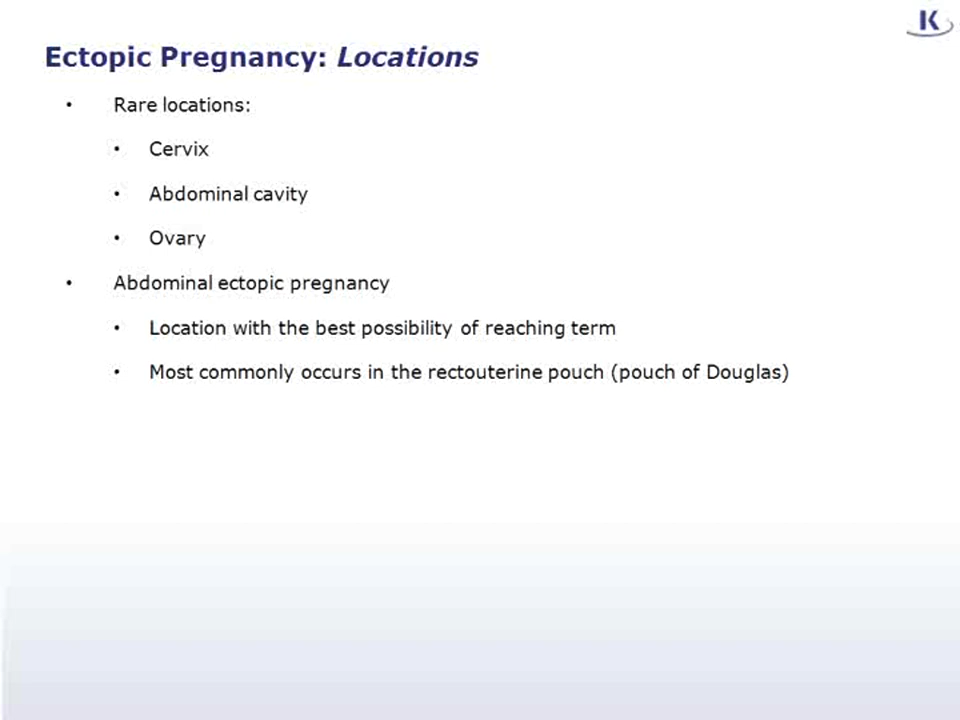 K
Ectopic Pregnancy: Locations
• Rare locations:
• Cervix
• Abdominal cavity
• Ovary
• Abdominal ectopic pregnancy
• Location with the best possibility of reaching term
• Most commonly occurs in the rectouterine pouch (pouch of Douglas)